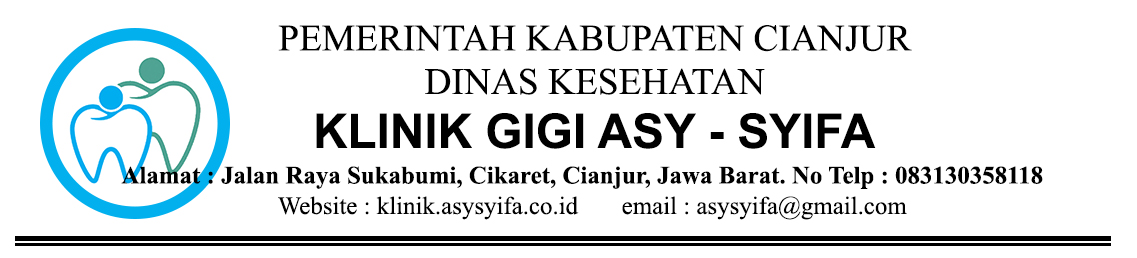 PEMERINTAH KABUPATEN CIANJUR
DINAS KESEHATAN
KLINIK GIGI ASY - SYIFA
Alamat : Jalan Raya Sukabumi, Cikaret, Cianjur, Jawa Barat. No Telp : 083130358118
Website : klinik.asysyifa.co.id email : asysyifa@gmail.com